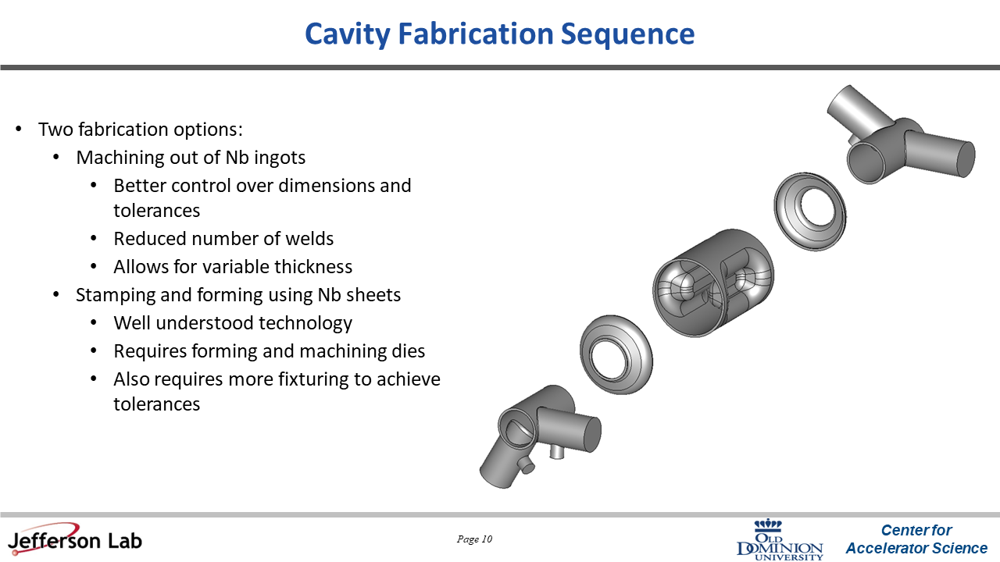 Cavity Fabrication Sequence
• Two fabrication options:
• Machining out of Nb ingots
• Better control over dimensions and
tolerances
• Reduced number of welds
• Allows for variable thickness
• Stamping and forming using Nb sheets
• Well understood technology
• Requires forming and machining dies
• Also requires more fixturing to achieve
tolerances
Jefferson Lab
Page 10
OLD
DOMINION
UNIVERSITY
Center for
Accelerator Science